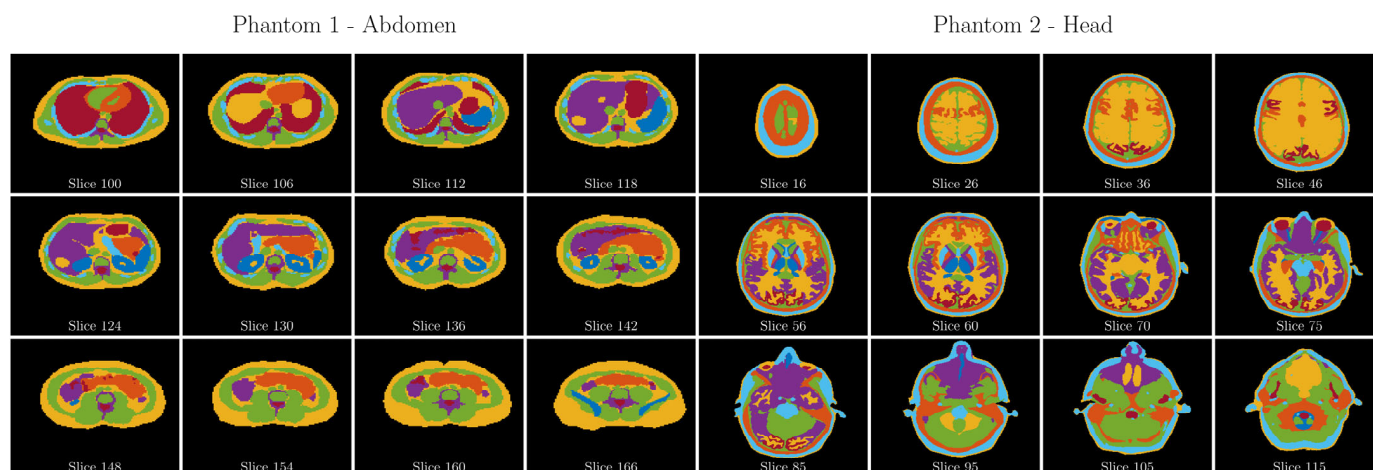 Phantom 1 - Abdomen
Phantom 2 - Head
Slice 100
Slice 106
Slice 112
Slice 118
Slice 16
Slice 26
Slice 36
Slice 46
Slice 124
Slice 130
Slice 136
Slice 142
Slice 56
Slice 60
Slice 70
Slice 75
Slice 148
Slice 154
Slice 160
Slice 166
Slice 85
Slice 95
Slice 105
Slice 115